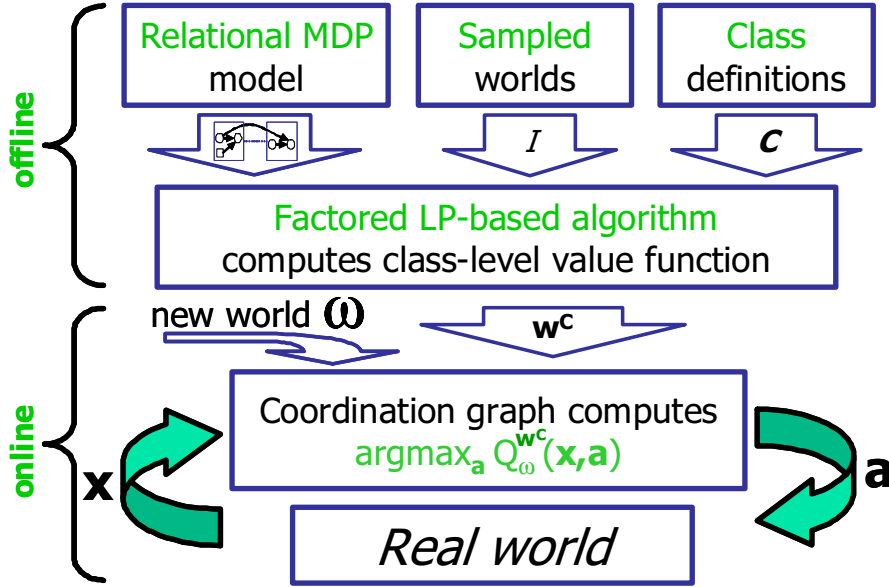 Relational MDP
model
Sampled
worlds
Class
definitions
offline
I
C
Factored LP-based algorithm
computes class-level value function
new world ω
w^C
online
Coordination graph computes
argmax_a Q_ω^{w^C}(x,a)
x
a
Real world